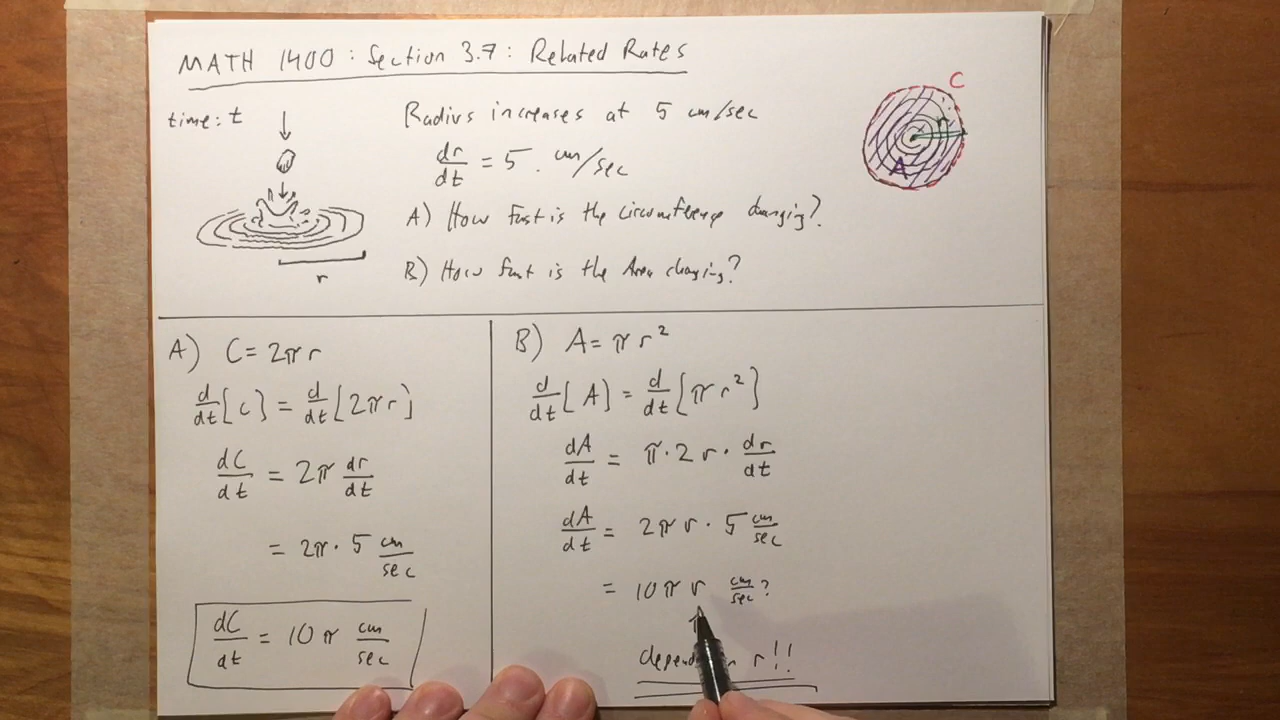 MATH 1400 : Section 3.7 : Related Rates
time: t
r
Radius increases at 5 cm/sec
dr/dt = 5 cm/sec
A) How fast is the circumference changing?
B) How fast is the Area changing?
C
r
A
A) C = 2πr
d/dt[C] = d/dt[2πr]
dC/dt = 2π dr/dt
= 2π · 5 cm/sec
dC/dt = 10π cm/sec
B) A = πr²
d/dt[A] = d/dt[πr²]
dA/dt = π · 2r · dr/dt
dA/dt = 2πr · 5 cm/sec
= 10πr cm/sec?
r!!